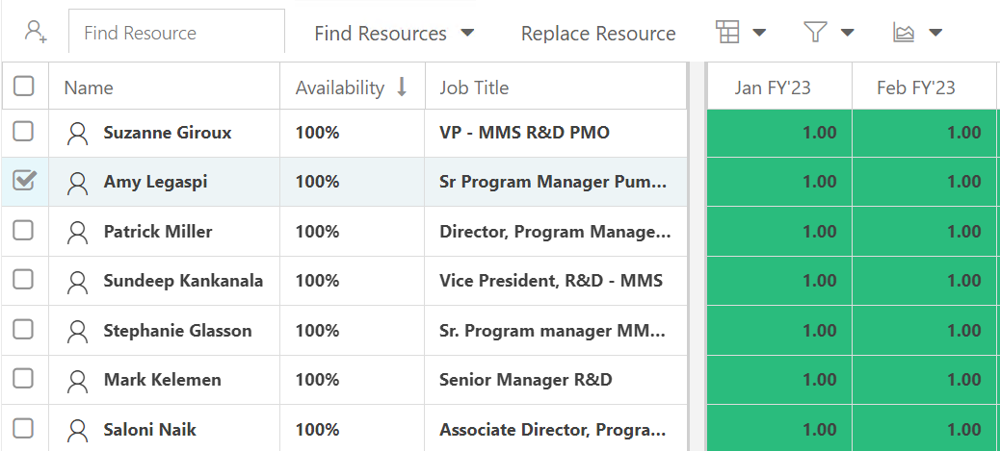 Find Resource Find Resources Replace Resource
Name Availability Job Title Jan FY'23 Feb FY'23
Suzanne Giroux 100% VP - MMS R&D PMO 1.00 1.00
Amy Legaspi 100% Sr Program Manager Pum... 1.00 1.00
Patrick Miller 100% Director, Program Manage... 1.00 1.00
Sundeep Kankanala 100% Vice President, R&D - MMS 1.00 1.00
Stephanie Glasson 100% Sr. Program manager MM... 1.00 1.00
Mark Kelemen 100% Senior Manager R&D 1.00 1.00
Saloni Naik 100% Associate Director, Progra... 1.00 1.00